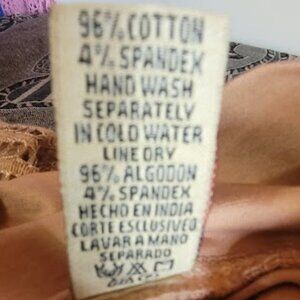 96% COTTON
4% SPANDEX
HAND WASH
SEPARATELY
IN COLD WATER
LINE DRY
96% ALGODON
4% SPANDEX
HECHO EN INDIA
CORTE ESCLUSIVEO
LAVAR A MANO
SEPARADO